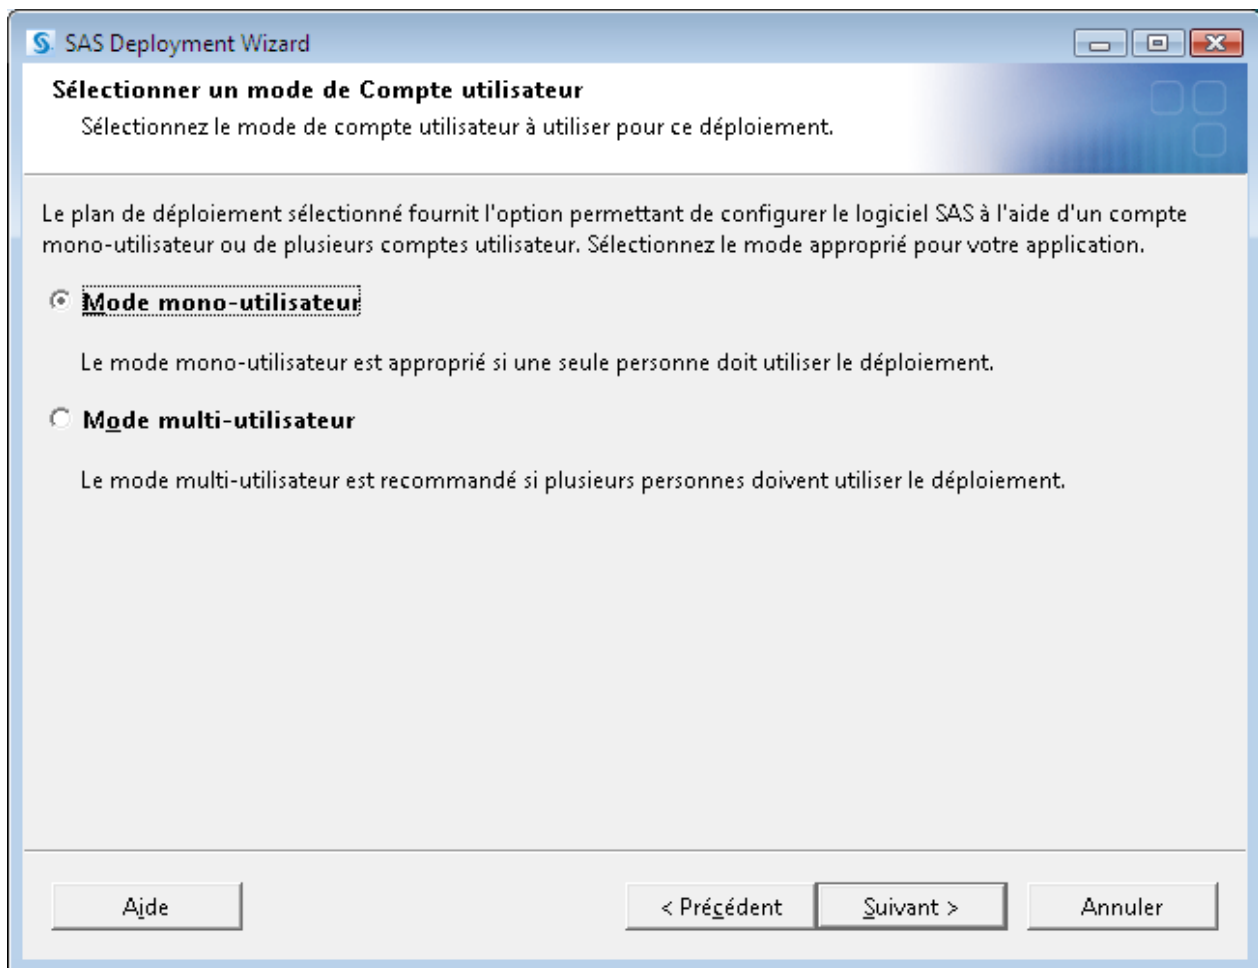 SAS Deployment Wizard
Sélectionner un mode de Compte utilisateur
Sélectionnez le mode de compte utilisateur à utiliser pour ce déploiement.
Le plan de déploiement sélectionné fournit l'option permettant de configurer le logiciel SAS à l'aide d'un compte
mono-utilisateur ou de plusieurs comptes utilisateur. Sélectionnez le mode approprié pour votre application.
Mode mono-utilisateur
Le mode mono-utilisateur est approprié si une seule personne doit utiliser le déploiement.
Mode multi-utilisateur
Le mode multi-utilisateur est recommandé si plusieurs personnes doivent utiliser le déploiement.
Aide
< Précédent
Suivant >
Annuler